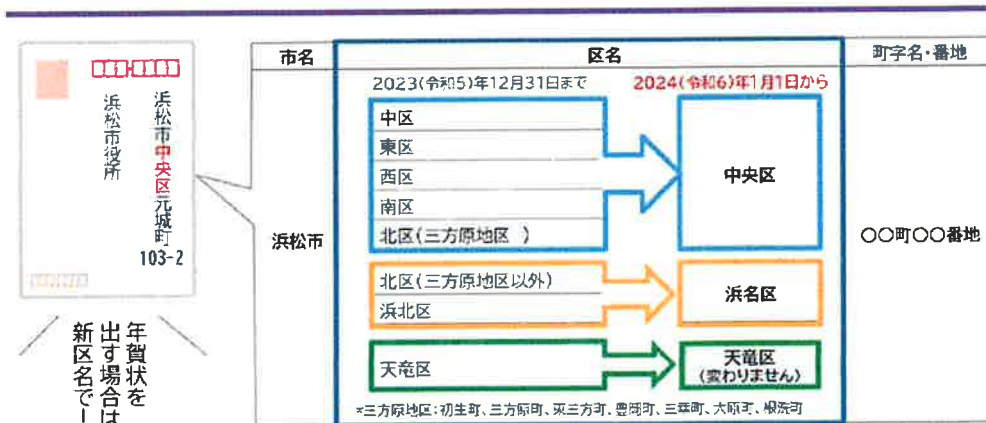 浜松市中央区元城町
103-2
浜松市役所
年賀状を
出す場合は
新区名でー
市名
区名
町字名・番地
2023(令和5)年12月31日まで
2024(令和6)年1月1日から
浜松市
中区
東区
西区
南区
北区(三方原地区 )
中央区
北区(三方原地区以外)
浜北区
浜名区
天竜区
天竜区
(変わりません)
〇〇町〇〇番地
*三方原地区:初生町、三方原町、東三方町、豊岡町、三幸町、大原町、根洗町